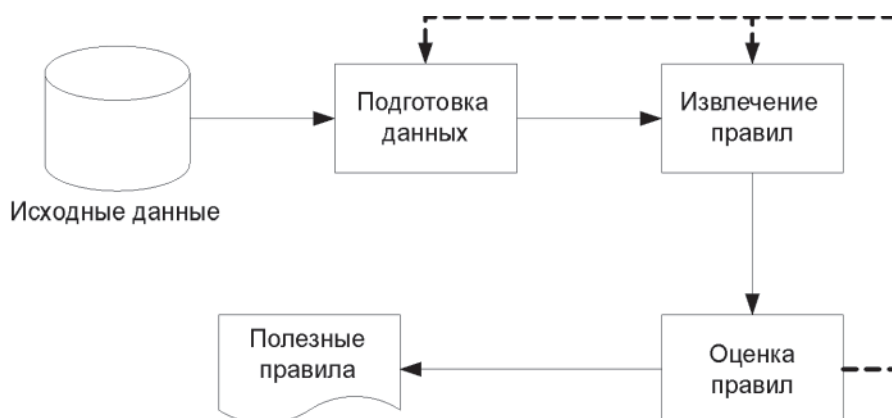 Подготовка
данных
Извлечение
правил
Исходные данные
Полезные
правила
Оценка
правил